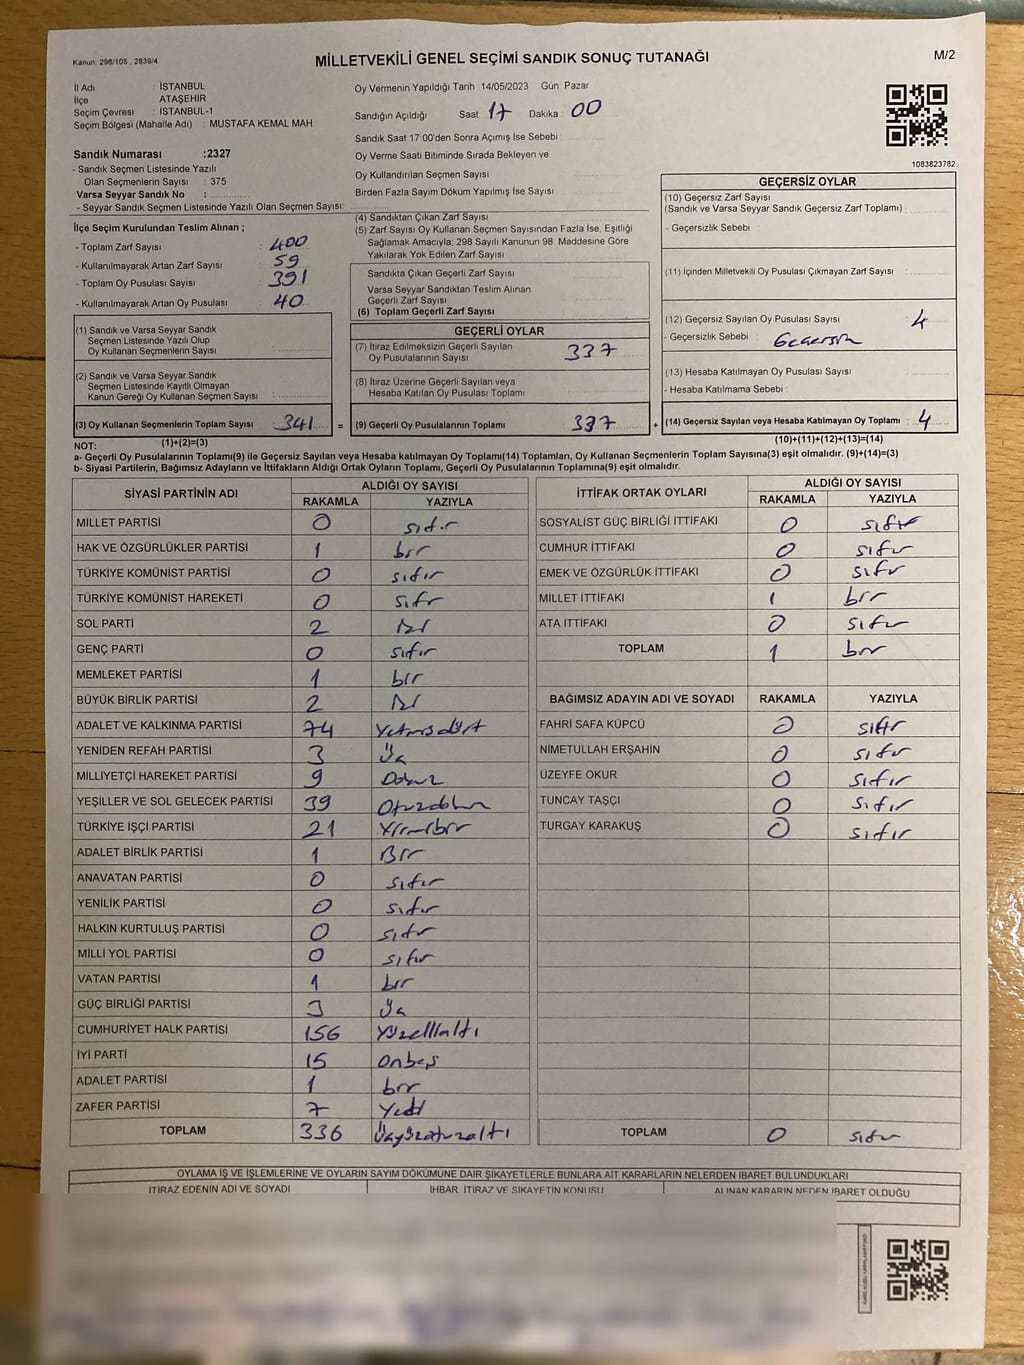 Kanun: 298/105 , 2839/4
MİLLETVEKİLİ GENEL SEÇİMİ SANDIK SONUÇ TUTANAĞI
M/2
İl Adı : İSTANBUL
İlçe : ATAŞEHİR
Seçim Çevresi : İSTANBUL-1
Seçim Bölgesi (Mahalle Adı) : MUSTAFA KEMAL MAH
Sandık Numarası :2327
- Sandık Seçmen Listesinde Yazılı
Olan Seçmenlerin Sayısı : 375
Varsa Seyyar Sandık No :
- Seyyar Sandık Seçmen Listesinde Yazılı Olan Seçmen Sayısı:
Oy Vermenin Yapıldığı Tarih :14/05/2023 Gün: Pazar
Sandığın Açıldığı Saat : 17 Dakika : 00
Sandık Saat 17:00'den Sonra Açımış İse Sebebi :
Oy Verme Saati Bitiminde Sırada Bekleyen ve
Oy Kullandırılan Seçmen Sayısı :
Birden Fazla Sayım Döküm Yapılmış İse Sayısı :
1083823782
İlçe Seçim Kurulundan Teslim Alınan ;
- Toplam Zarf Sayısı : 400
- Kullanılmayarak Artan Zarf Sayısı : 59
- Toplam Oy Pusulası Sayısı : 391
- Kullanılmayarak Artan Oy Pusulası : 40
(1) Sandık ve Varsa Seyyar Sandık
Seçmen Listesinde Yazılı Olup
Oy Kullanan Seçmenlerin Sayısı :
(2) Sandık ve Varsa Seyyar Sandık
Seçmen Listesinde Kayıtlı Olmayan
Kanun Gereği Oy Kullanan Seçmen Sayısı :
(3) Oy Kullanan Seçmenlerin Toplam Sayısı : 341 =
(1)+(2)=(3)
(4) Sandıktan Çıkan Zarf Sayısı :
(5) Zarf Sayısı Oy Kullanan Seçmen Sayısından Fazla İse, Eşitliği
Sağlamak Amacıyla, 298 Sayılı Kanunun 98. Maddesine Göre
Yakılarak Yok Edilen Zarf Sayısı :
Sandıkta Çıkan Geçerli Zarf Sayısı :
Varsa Seyyar Sandıktan Teslim Alınan
Geçerli Zarf Sayısı :
(6) Toplam Geçerli Zarf Sayısı :
GEÇERLİ OYLAR
(7) İtiraz Edilmeksizin Geçerli Sayılan
Oy Pusulalarının Sayısı : 337
(8) İtiraz Üzerine Geçerli Sayılan veya
Hesaba Katılan Oy Pusulası Toplamı :
(9) Geçerli Oy Pusulalarının Toplamı : 337 +
GEÇERSİZ OYLAR
(10) Geçersiz Zarf Sayısı
(Sandık ve Varsa Seyyar Sandık Geçersiz Zarf Toplamı) :
- Geçersizlik Sebebi :
(11) İçinden Milletvekili Oy Pusulası Çıkmayan Zarf Sayısı :
(12) Geçersiz Sayılan Oy Pusulası Sayısı : 4
- Geçersizlik Sebebi :
(13) Hesaba Katılmayan Oy Pusulası Sayısı :
- Hesaba Katılmama Sebebi :
(14) Geçersiz Sayılan veya Hesaba Katılmayan Oy Toplamı : 4
(10)+(11)+(12)+(13)=(14)
NOT:
a- Geçerli Oy Pusulalarının Toplamı(9) ile Geçersiz Sayılan veya Hesaba katılmayan Oy Toplamı(14) Toplamları, Oy Kullanan Seçmenlerin Toplam Sayısına(3) eşit olmalıdır. (9)+(14)=(3)
b- Siyasi Partilerin, Bağımsız Adayların ve İttifakların Aldığı Ortak Oyların Toplamı, Geçerli Oy Pusulalarının Toplamına(9) eşit olmalıdır.
SİYASİ PARTİNİN ADI ALDIĞI OY SAYISI
RAKAMLA YAZIYLA
MİLLET PARTİSİ 0 sıfır
HAK VE ÖZGÜRLÜKLER PARTİSİ 1 bir
TÜRKİYE KOMÜNİST PARTİSİ 0 sıfır
TÜRKİYE KOMÜNİST HAREKETİ 0 sıfır
SOL PARTİ 2 iki
GENÇ PARTİ 0 sıfır
MEMLEKET PARTİSİ 1 bir
BÜYÜK BİRLİK PARTİSİ 2 iki
ADALET VE KALKINMA PARTİSİ 74 Yetmişdört
YENİDEN REFAH PARTİSİ 3 Üç
MİLLİYETÇİ HAREKET PARTİSİ 9 Dokuz
YEŞİLLER VE SOL GELECEK PARTİSİ 39 Otuzdokuz
TÜRKİYE İŞÇİ PARTİSİ 21 Yirmibir
ADALET BİRLİK PARTİSİ 1 Bir
ANAVATAN PARTİSİ 0 sıfır
YENİLİK PARTİSİ 0 sıfır
HALKIN KURTULUŞ PARTİSİ 0 sıfır
MİLLİ YOL PARTİSİ 0 sıfır
VATAN PARTİSİ 1 bir
GÜÇ BİRLİĞİ PARTİSİ 3 Üç
CUMHURİYET HALK PARTİSİ 156 Yüzellialtı
İYİ PARTİ 15 onbeş
ADALET PARTİSİ 1 bir
ZAFER PARTİSİ 7 Yedi
TOPLAM 336 Üçyüzotuzaltı
İTTİFAK ORTAK OYLARI ALDIĞI OY SAYISI
RAKAMLA YAZIYLA
SOSYALİST GÜÇ BİRLİĞİ İTTİFAKI 0 sıfır
CUMHUR İTTİFAKI 0 sıfır
EMEK VE ÖZGÜRLÜK İTTİFAKI 0 sıfır
MİLLET İTTİFAKI 1 bir
ATA İTTİFAKI 0 sıfır
TOPLAM 1 bir
BAĞIMSIZ ADAYIN ADI VE SOYADI RAKAMLA YAZIYLA
FAHRİ SAFA KÜPCÜ 0 sıfır
NİMETULLAH ERŞAHİN 0 sıfır
ÜZEYFE OKUR 0 sıfır
TUNCAY TAŞÇI 0 sıfır
TURGAY KARAKUŞ 0 sıfır
TOPLAM 0 sıfır
OYLAMA İŞ VE İŞLEMLERİNE VE OYLARIN SAYIM DÖKÜMÜNE DAİR ŞİKAYETLERLE BUNLARA AİT KARARLARIN NELERDEN İBARET BULUNDUKLARI
İTİRAZ EDENİN ADI VE SOYADI İHBAR, İTİRAZ VE ŞİKAYETİN KONUSU ALINAN KARARIN NEDEN İBARET OLDUĞU